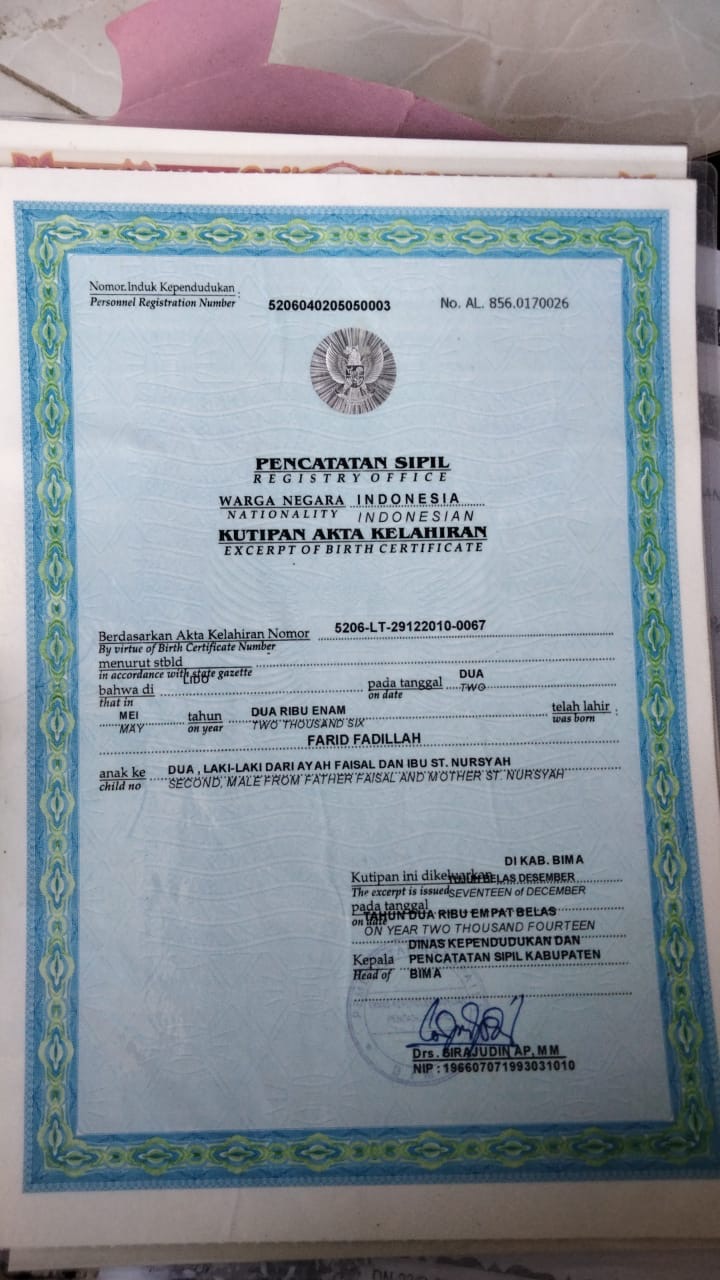 Nomor.Induk Kependudukan :
Personnel Registration Number
5206040205050003
No. AL. 856.0170026
PENCATATAN SIPIL
REGISTRY OFFICE
WARGA NEGARA INDONESIA
NATIONALITY INDONESIAN
KUTIPAN AKTA KELAHIRAN
EXCERPT OF BIRTH CERTIFICATE
Berdasarkan Akta Kelahiran Nomor 5206-LT-29122010-0067
By virtue of Birth Certificate Number
menurut stbld
in accordance with state gazette
bahwa di LIDO pada tanggal DUA
that in on date TWO
MEI tahun DUA RIBU ENAM telah lahir :
MAY on year TWO THOUSAND SIX was born
FARID FADILLAH
anak ke DUA , LAKI-LAKI DARI AYAH FAISAL DAN IBU ST. NURSYAH
child no SECOND, MALE FROM FATHER FAISAL AND MOTHER ST. NURSYAH
DI KAB. BIMA
Kutipan ini dikeluarkan TUJUH BELAS DESEMBER
The excerpt is issued SEVENTEEN of DECEMBER
pada tanggal TAHUN DUA RIBU EMPAT BELAS
on date ON YEAR TWO THOUSAND FOURTEEN
DINAS KEPENDUDUKAN DAN
Kepala PENCATATAN SIPIL KABUPATEN
Head of BIMA
Drs. SIRAJUDIN AP, MM
NIP : 196607071993031010